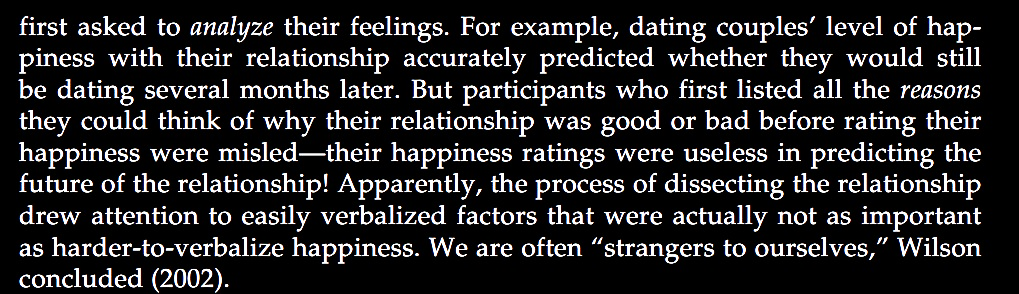 first asked to analyze their feelings. For example, dating couples’ level of hap-
piness with their relationship accurately predicted whether they would still
be dating several months later. But participants who first listed all the reasons
they could think of why their relationship was good or bad before rating their
happiness were misled—their happiness ratings were useless in predicting the
future of the relationship! Apparently, the process of dissecting the relationship
drew attention to easily verbalized factors that were actually not as important
as harder-to-verbalize happiness. We are often “strangers to ourselves,” Wilson
concluded (2002).